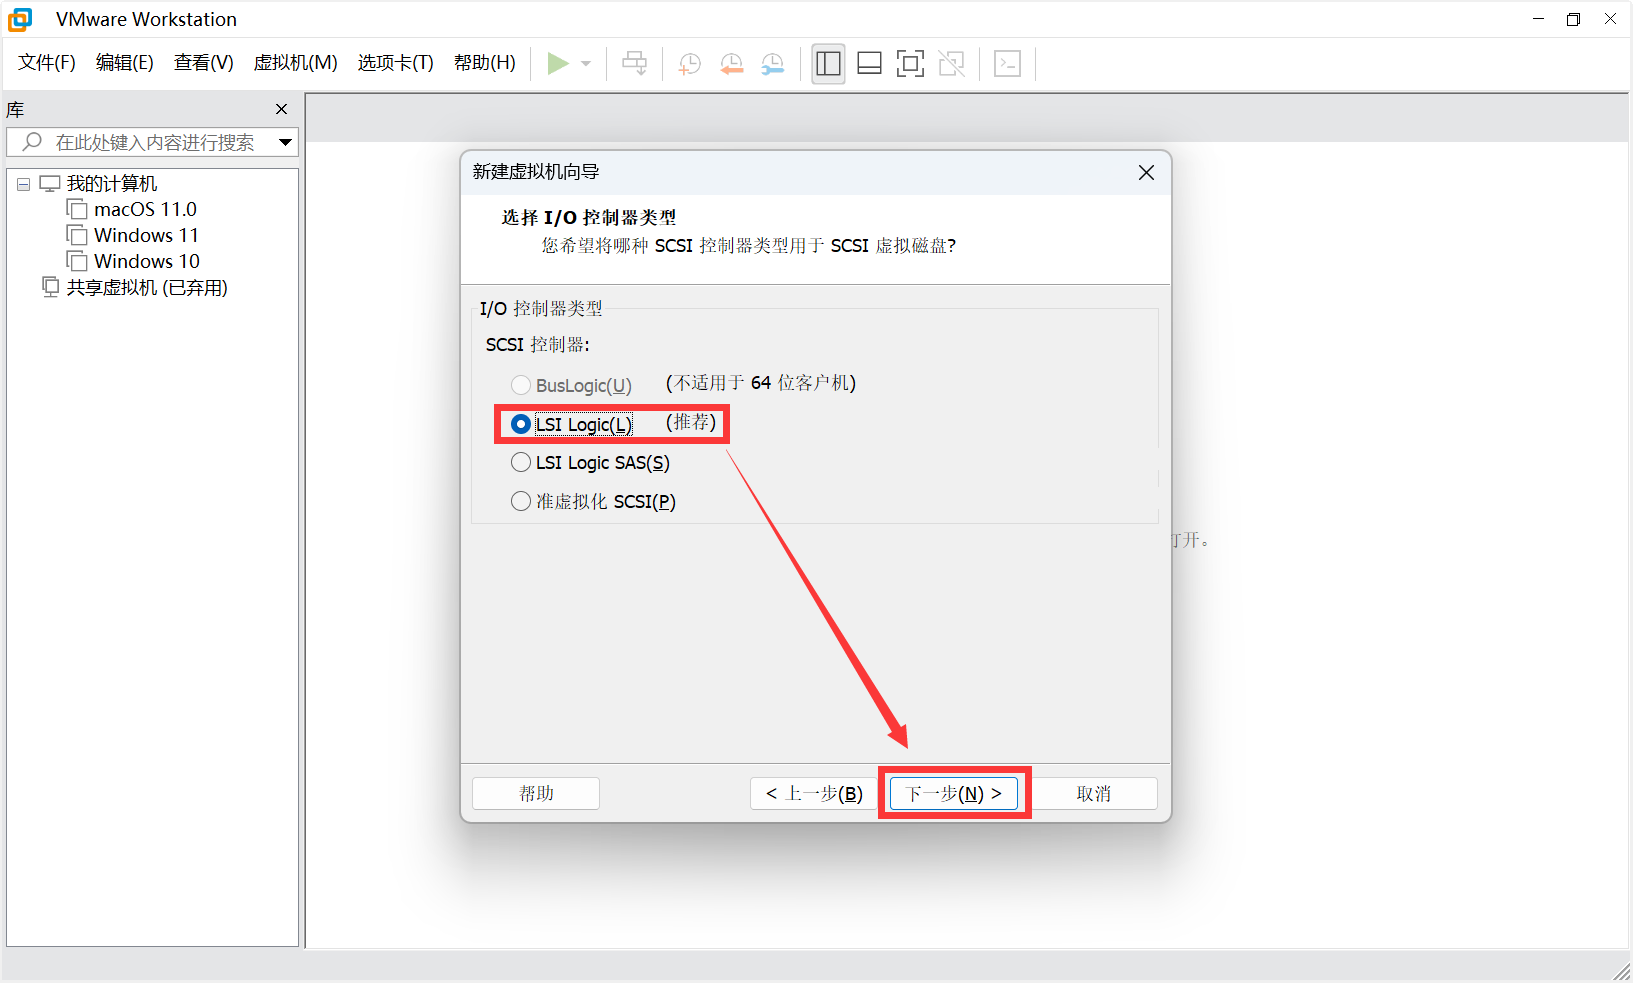 VMware Workstation
文件(F) 编辑(E) 查看(V) 虚拟机(M) 选项卡(T) 帮助(H)
库
在此处键入内容进行搜索
我的计算机
macOS 11.0
Windows 11
Windows 10
共享虚拟机 (已弃用)
新建虚拟机向导
选择 I/O 控制器类型
您希望将哪种 SCSI 控制器类型用于 SCSI 虚拟磁盘?
I/O 控制器类型
SCSI 控制器:
BusLogic(U) (不适用于 64 位客户机)
LSI Logic(L) (推荐)
LSI Logic SAS(S)
准虚拟化 SCSI(P)
打开。
帮助 < 上一步(B) 下一步(N) > 取消